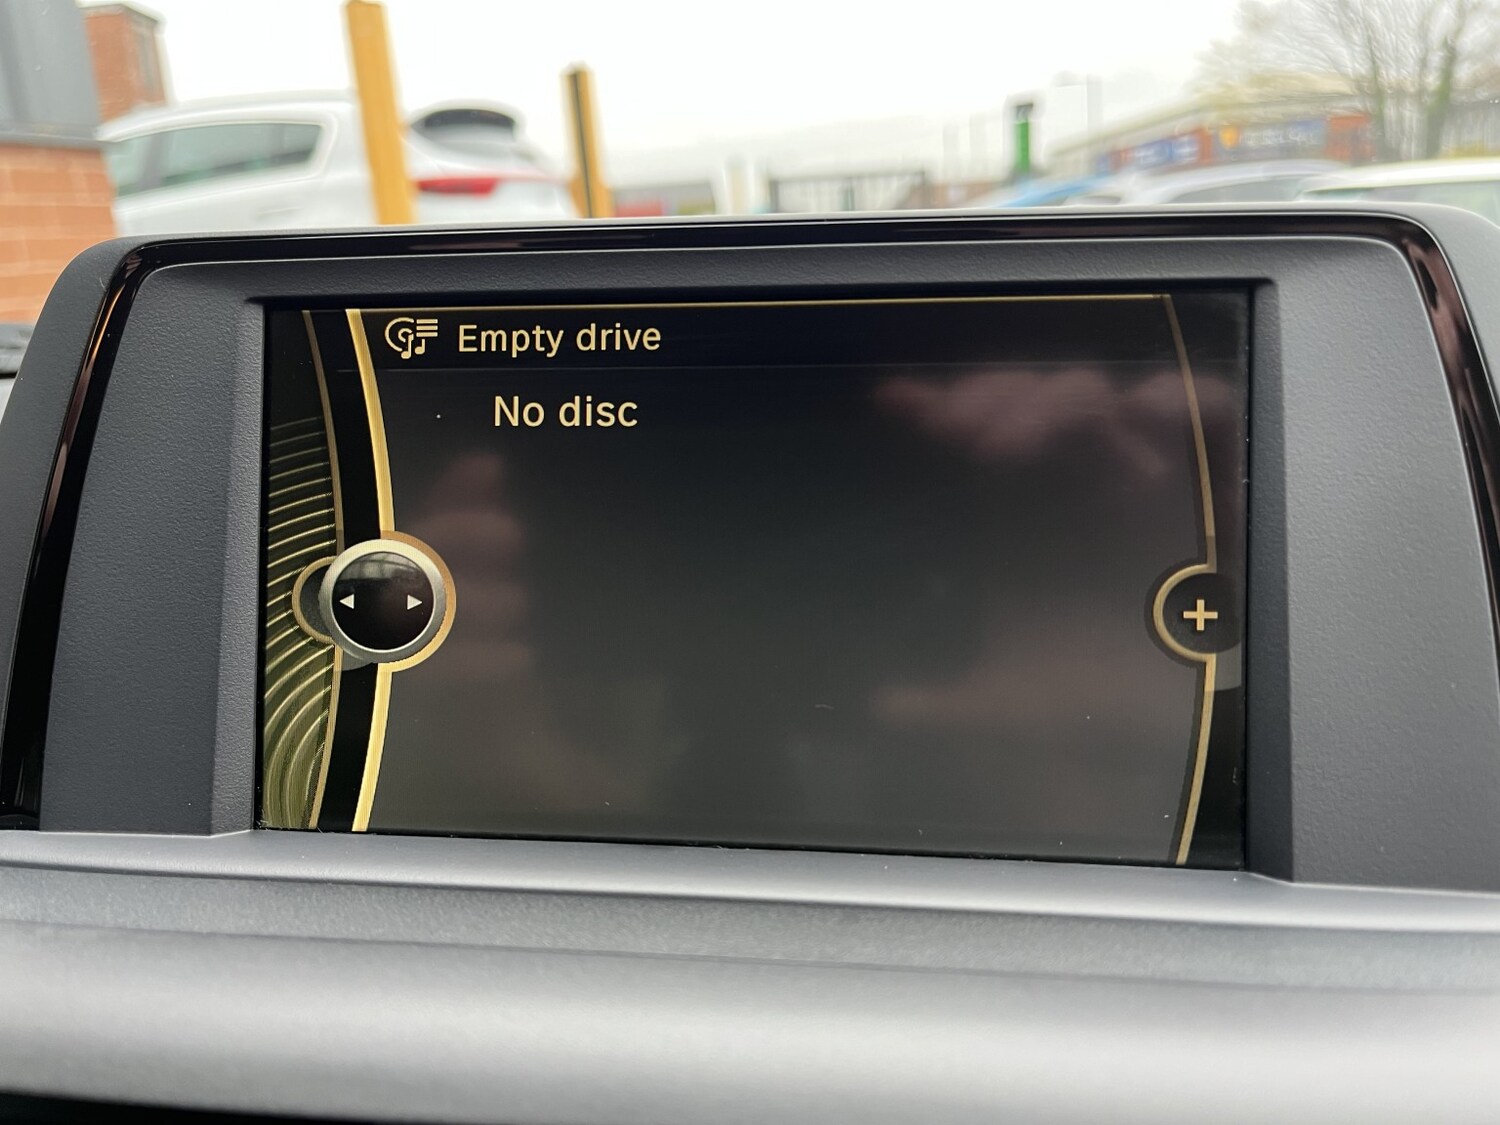 Empty drive
No disc